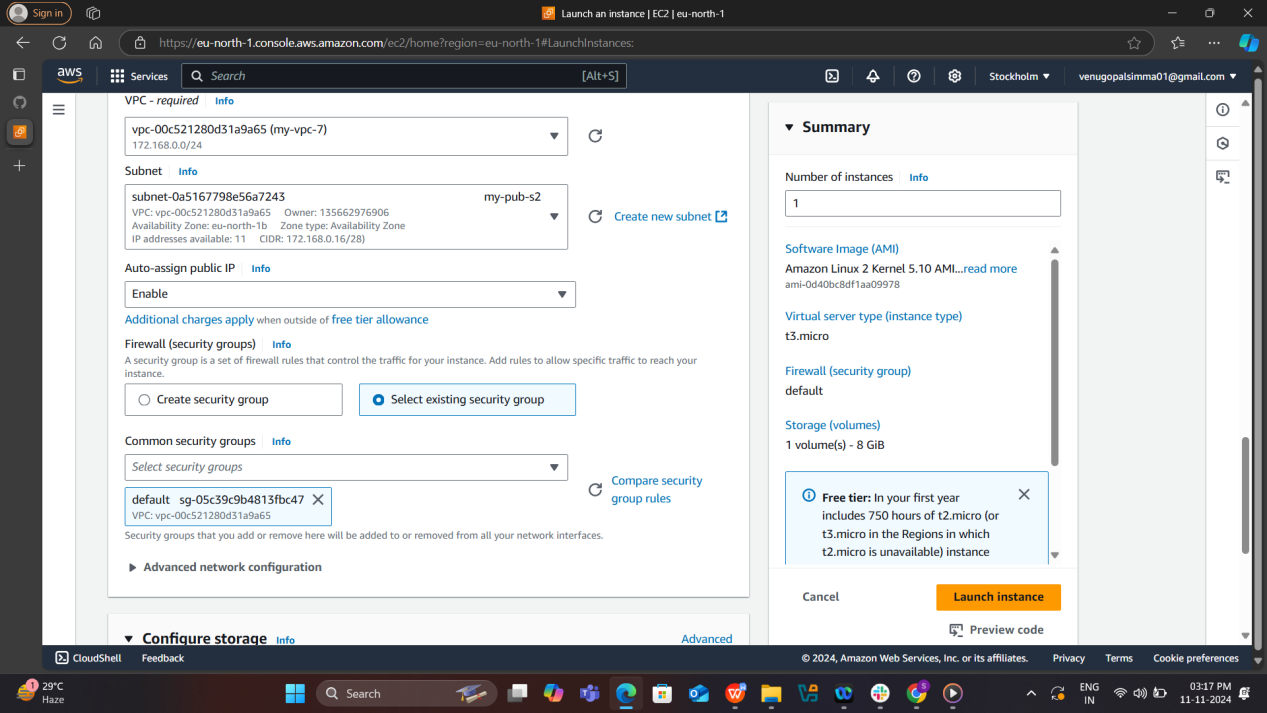 Sign in
Launch an instance | EC2 | eu-north-1
https://eu-north-1.console.aws.amazon.com/ec2/home?region=eu-north-1#LaunchInstances:
aws
Services
Search
[Alt+S]
Stockholm
venugopalsimma01@gmail.com
VPC - required
Info
vpc-00c521280d31a9a65 (my-vpc-7)
172.168.0.0/24
Subnet
Info
subnet-0a5167798e56a7243 my-pub-s2
VPC: vpc-00c521280d31a9a65 Owner: 135662976906
Availability Zone: eu-north-1b Zone type: Availability Zone
IP addresses available: 11 CIDR: 172.168.0.16/28)
Create new subnet
Auto-assign public IP
Info
Enable
Additional charges apply when outside of free tier allowance
Firewall (security groups)
Info
A security group is a set of firewall rules that control the traffic for your instance. Add rules to allow specific traffic to reach your
instance.
Create security group
Select existing security group
Common security groups
Info
Select security groups
Compare security
group rules
default sg-05c39c9b4813fbc47
VPC: vpc-00c521280d31a9a65
Security groups that you add or remove here will be added to or removed from all your network interfaces.
Advanced network configuration
Configure storage
Info
Advanced
Summary
Number of instances
Info
1
Software Image (AMI)
Amazon Linux 2 Kernel 5.10 AMI...read more
ami-0d40bc8df1aa09978
Virtual server type (instance type)
t3.micro
Firewall (security group)
default
Storage (volumes)
1 volume(s) - 8 GiB
Free tier: In your first year
includes 750 hours of t2.micro (or
t3.micro in the Regions in which
t2.micro is unavailable) instance
Cancel
Launch instance
Preview code
CloudShell
Feedback
© 2024, Amazon Web Services, Inc. or its affiliates.
Privacy
Terms
Cookie preferences
1
29°C
Haze
Search
ENG
IN
03:17 PM
11-11-2024